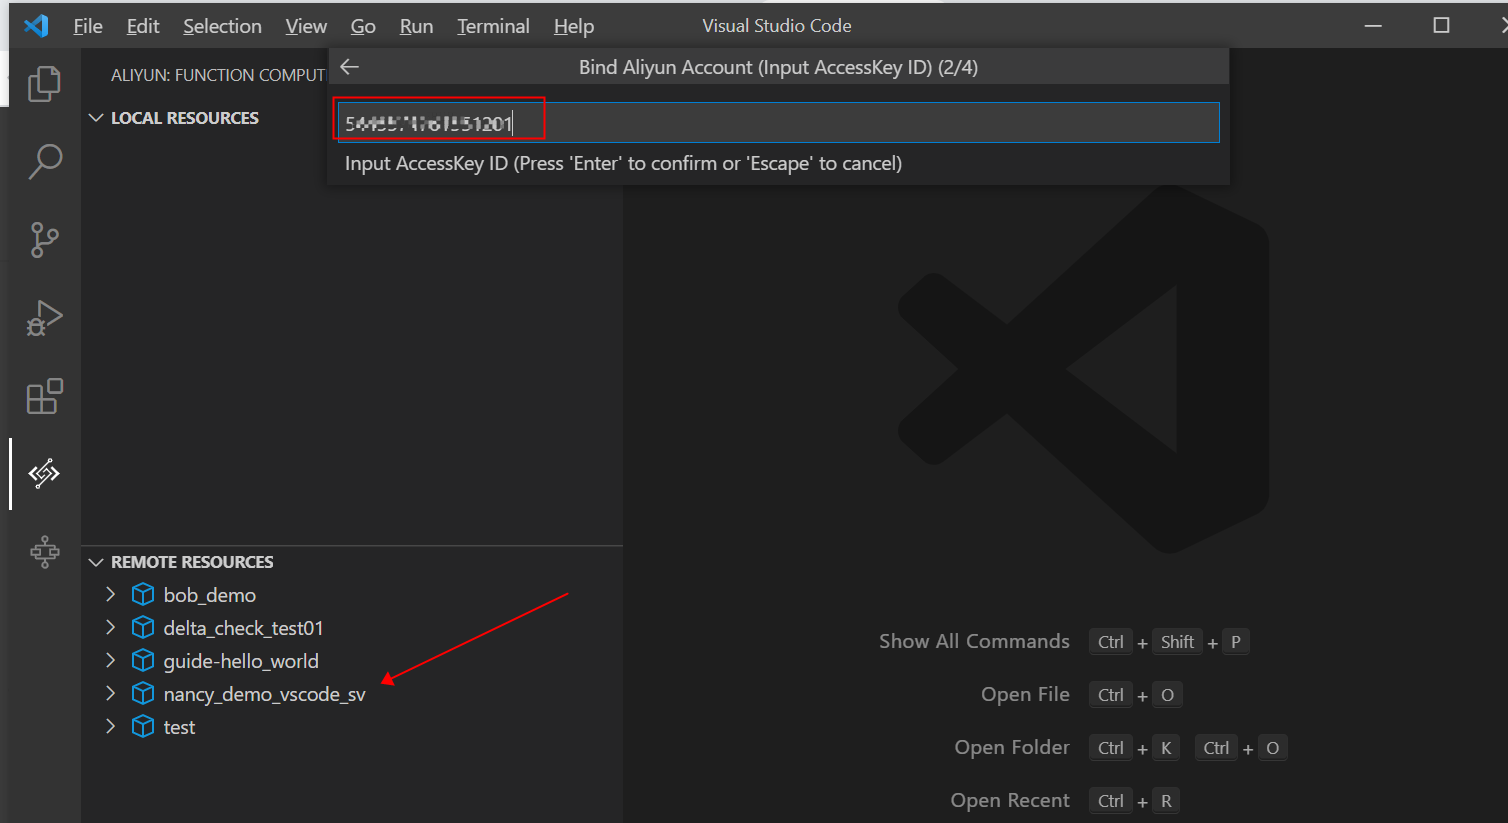 File Edit Selection View Go Run Terminal Help Visual Studio Code
ALIYUN: FUNCTION COMPUT
Bind Aliyun Account (Input AccessKey ID) (2/4)
LOCAL RESOURCES
Input AccessKey ID (Press 'Enter' to confirm or 'Escape' to cancel)
REMOTE RESOURCES
bob_demo
delta_check_test01
guide-hello_world
nancy_demo_vscode_sv
test
Show All Commands Ctrl + Shift + P
Open File Ctrl + O
Open Folder Ctrl + K Ctrl + O
Open Recent Ctrl + R